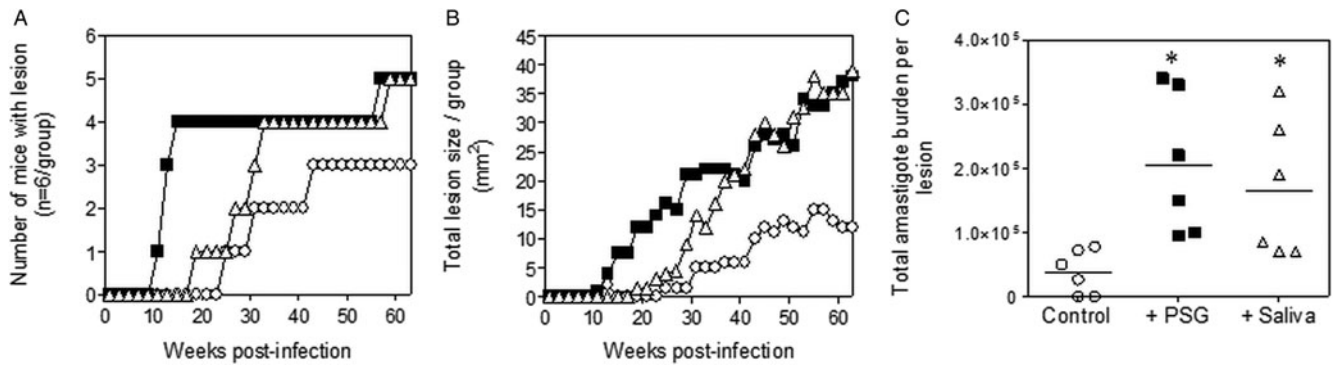 A
Number of mice with lesion
(n=6/group)
6
5
4
3
2
1
0
0 10 20 30 40 50 60
Weeks post-infection
B
Total lesion size / group
(mm²)
45
40
35
30
25
20
15
10
5
0
0 10 20 30 40 50 60
Weeks post-infection
C
Total amastigote burden per
lesion
4.0×10⁵
3.0×10⁵
2.0×10⁵
1.0×10⁵
0
* *
Control + PSG + Saliva